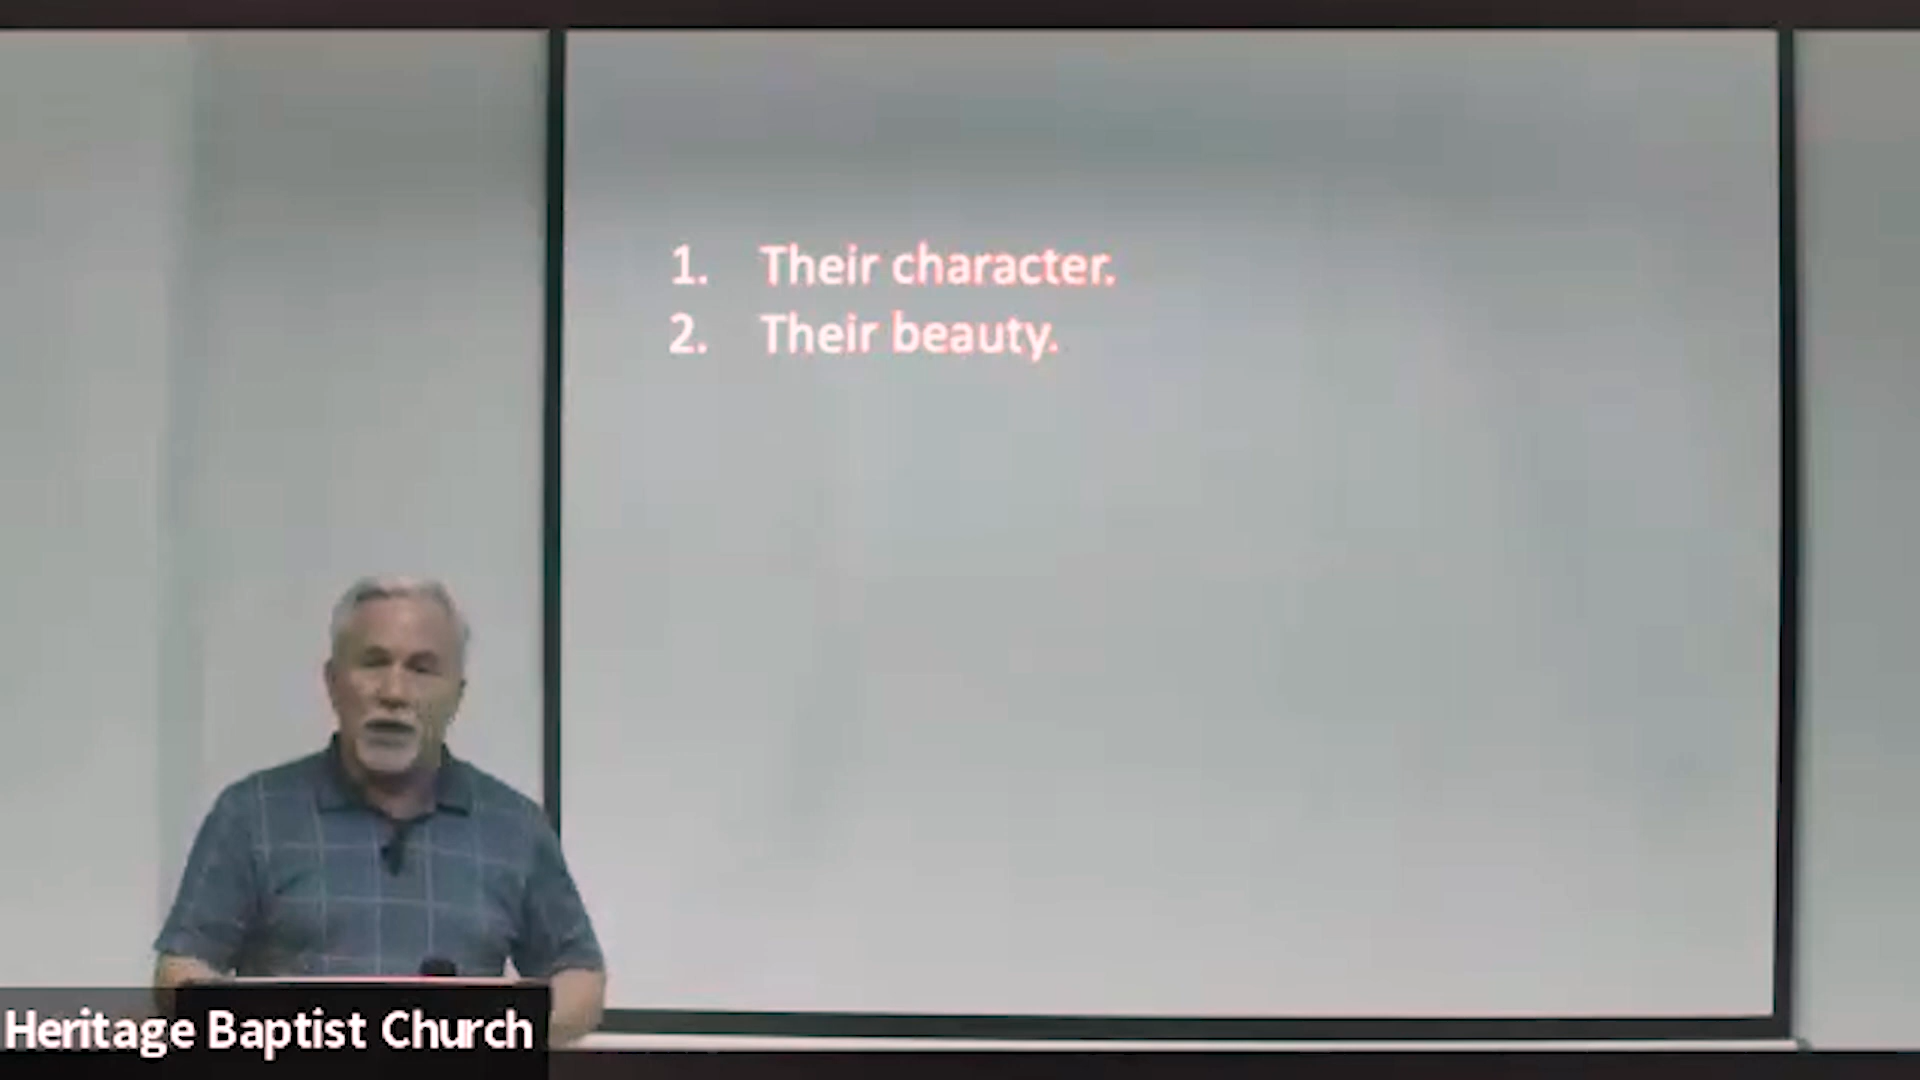 1. Their character.
2. Their beauty.
Heritage Baptist Church